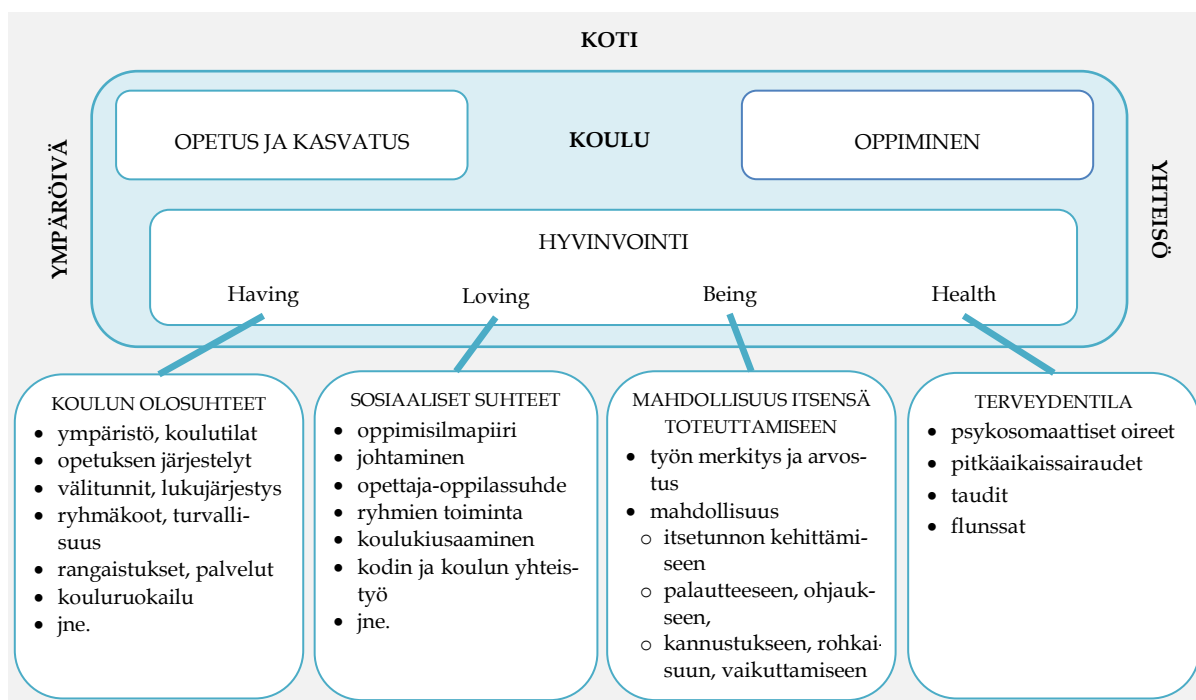 KOTI
YMPÄRÖIVÄ
OPETUS JA KASVATUS
KOULU
OPPIMINEN
YHTEISÖ
HYVINVOINTI
Having
Loving
Being
Health
KOULUN OLOSUHTEET
• ympäristö, koulutilat
• opetuksen järjestelyt
• välitunnit, lukujärjestys
• ryhmäkoot, turvalli-
suus
• rangaistukset, palvelut
• kouluruokailu
• jne.
SOSIAALISET SUHTEET
• oppimisilmapiiri
• johtaminen
• opettaja-oppilassuhde
• ryhmien toiminta
• koulukiusaaminen
• kodin ja koulun yhteis-
työ
• jne.
MAHDOLLISUUS ITSENSÄ
TOTEUTTAMISEEN
• työn merkitys ja arvos-
tus
• mahdollisuus
o itsetunnon kehittämi-
seen
o palautteeseen, ohjauk-
seen,
o kannustukseen, rohkai-
suun, vaikuttamiseen
TERVEYDENTILA
• psykosomaattiset oireet
• pitkäaikaissairaudet
• taudit
• flunssat